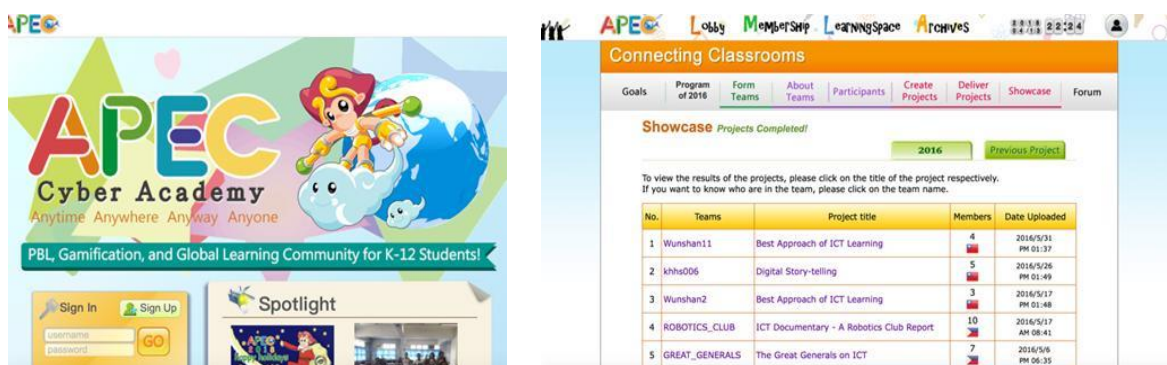 APEC
APEC
Cyber Academy
Anytime Anywhere Anyway Anyone
PBL, Gamification, and Global Learning Community for K-12 Students!
Sign In
Sign Up
username
password
GO
Spotlight
APEC
Lobby MemberShip LearningSpace Archives
22:24
Connecting Classrooms
Goals
Program of 2016
Form Teams
About Teams
Participants
Create Projects
Deliver Projects
Showcase
Forum
Showcase Projects Completed!
2016
Previous Project
To view the results of the projects, please click on the title of the project respectively.
If you want to know who are in the team, please click on the team name.
No. Teams Project title Members Date Uploaded
1 Wunshan11 Best Approach of ICT Learning 4 2016/5/31 PM 01:37
2 khhs006 Digital Story-telling 5 2016/5/26 PM 01:49
3 Wunshan2 Best Approach of ICT Learning 3 2016/5/17 PM 01:48
4 ROBOTICS_CLUB ICT Documentary - A Robotics Club Report 10 2016/5/17 AM 08:41
5 GREAT_GENERALS The Great Generals on ICT 7 2016/5/6 PM 06:35